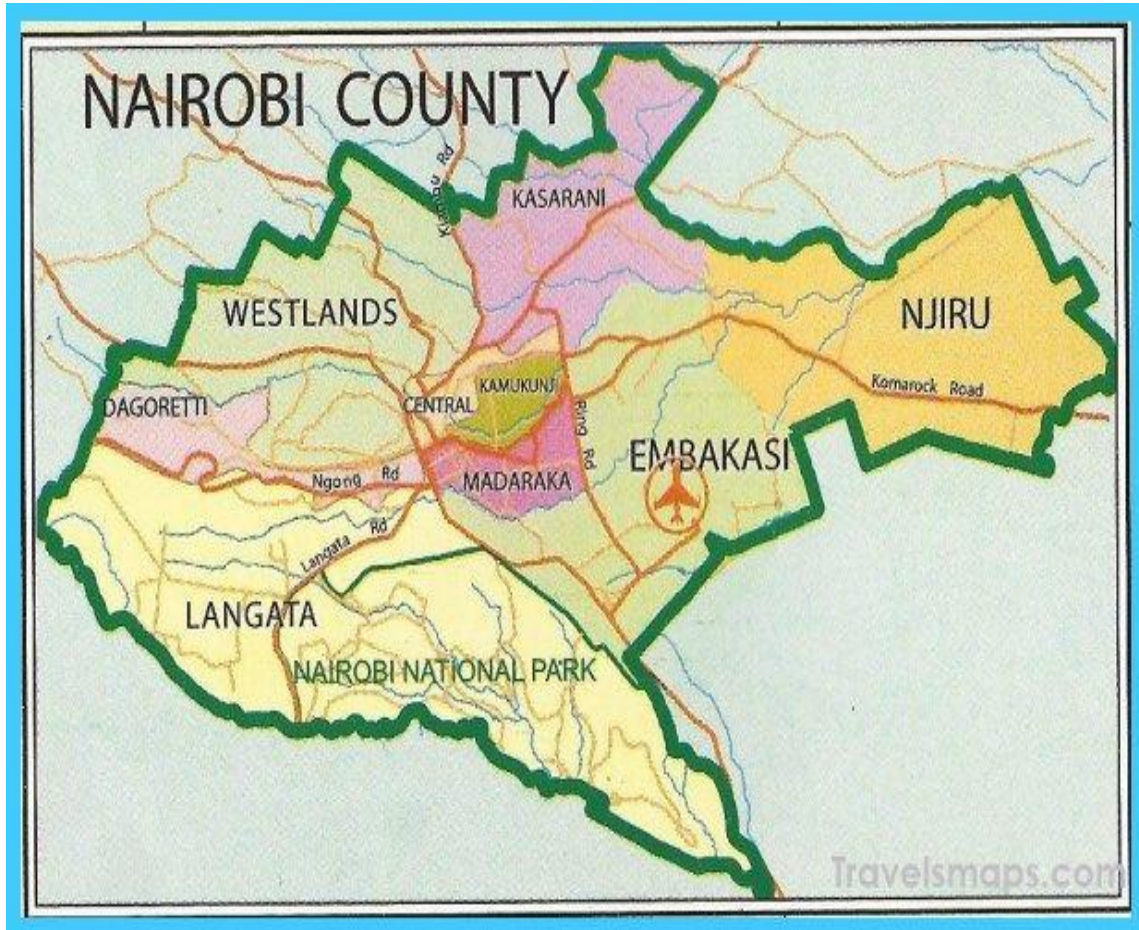 NAIROBI COUNTY
Kiambu Rd
KASARANI
WESTLANDS
NJIRU
Komarock Road
DAGORETTI
CENTRAL
KAMUKUNJI
Ring Rd
EMBAKASI
MADARAKA
Ngong Rd
Langata Rd
LANGATA
NAIROBI NATIONAL PARK
Travelsmaps.com